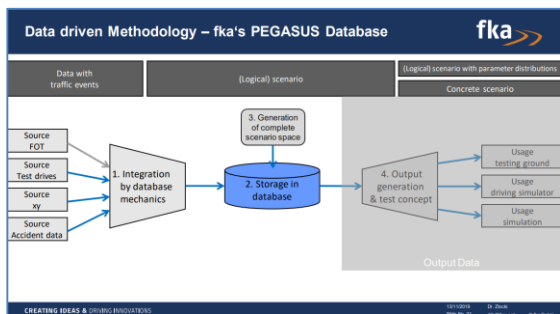 Data driven Methodology – fka's PEGASUS Database
fka
Data with
traffic events
(Logical) scenario
(Logical) scenario with parameter distributions
Concrete scenario
3. Generation
of complete
scenario space
Source
FOT
Source
Test drives
Source
xy
Source
Accident data
1. Integration
by database
mechanics
2. Storage in
database
4. Output
generation
& test concept
Usage
testing ground
Usage
driving simulator
Usage
simulation
Output Data
CREATING IDEAS & DRIVING INNOVATIONS